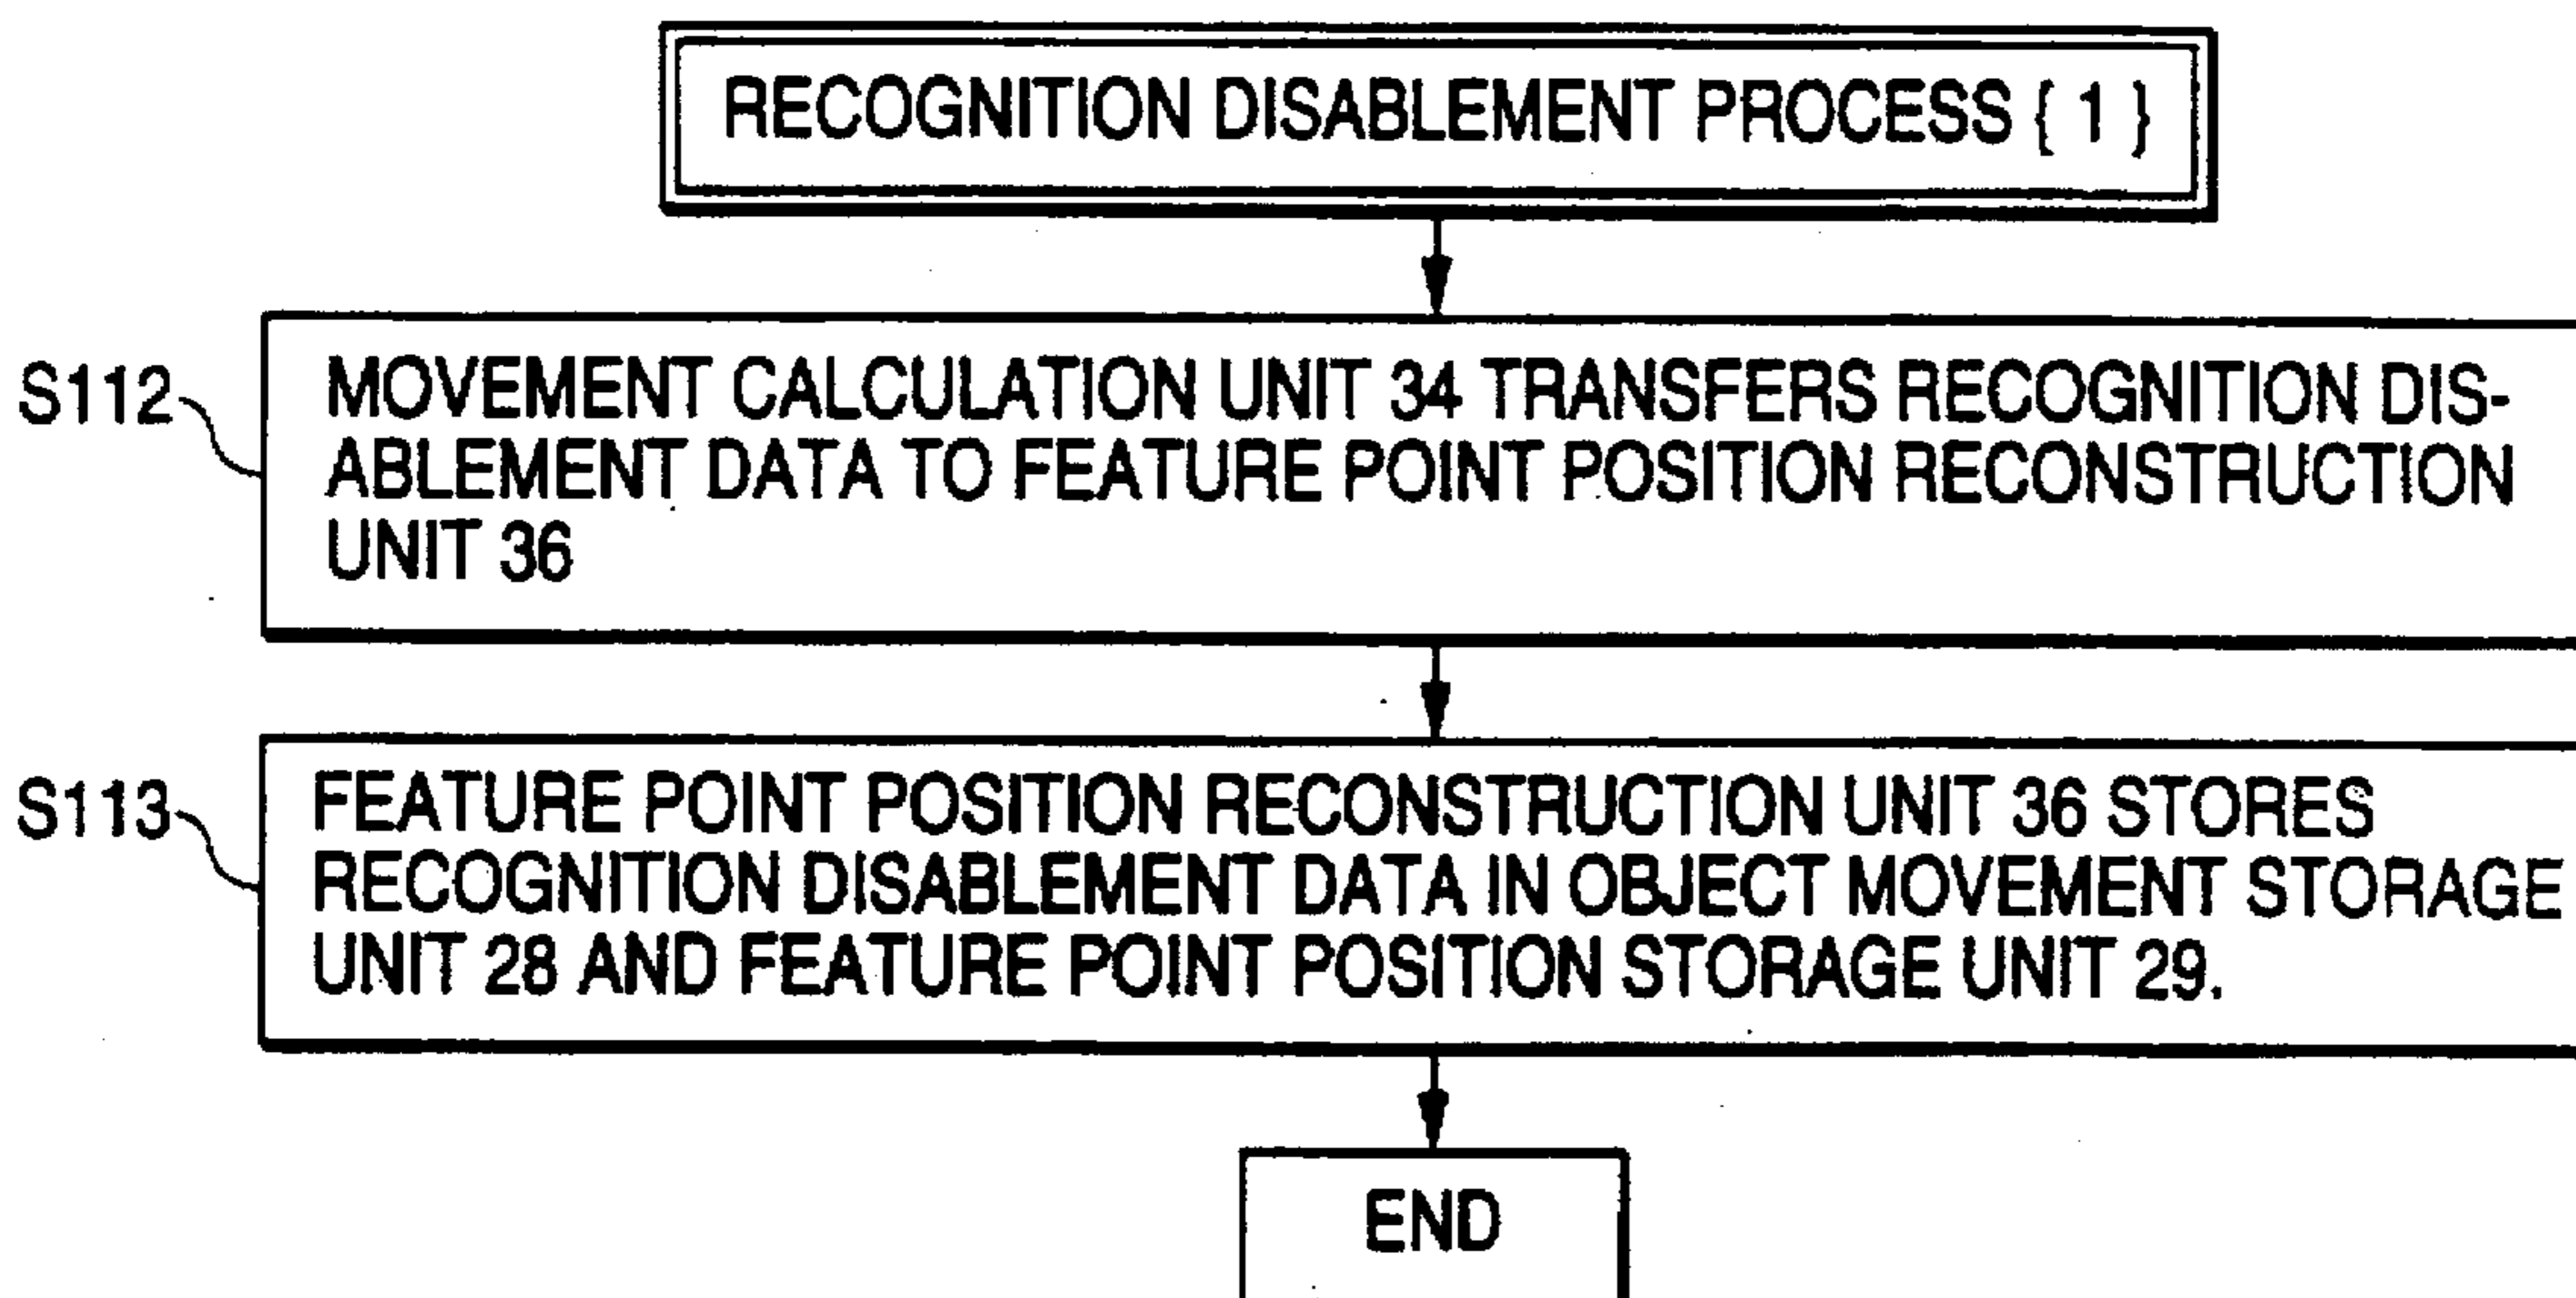 RECOGNITION DISABLEMENT PROCESS { 1 }
S112
MOVEMENT CALCULATION UNIT 34 TRANSFERS RECOGNITION DIS-
ABLEMENT DATA TO FEATURE POINT POSITION RECONSTRUCTION
UNIT 36
S113
FEATURE POINT POSITION RECONSTRUCTION UNIT 36 STORES
RECOGNITION DISABLEMENT DATA IN OBJECT MOVEMENT STORAGE
UNIT 28 AND FEATURE POINT POSITION STORAGE UNIT 29.
END